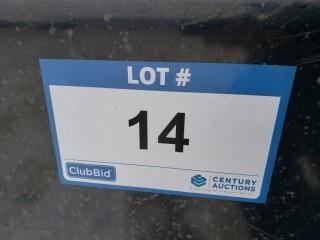 LOT #
14
ClubBid
CENTURY
AUCTIONS